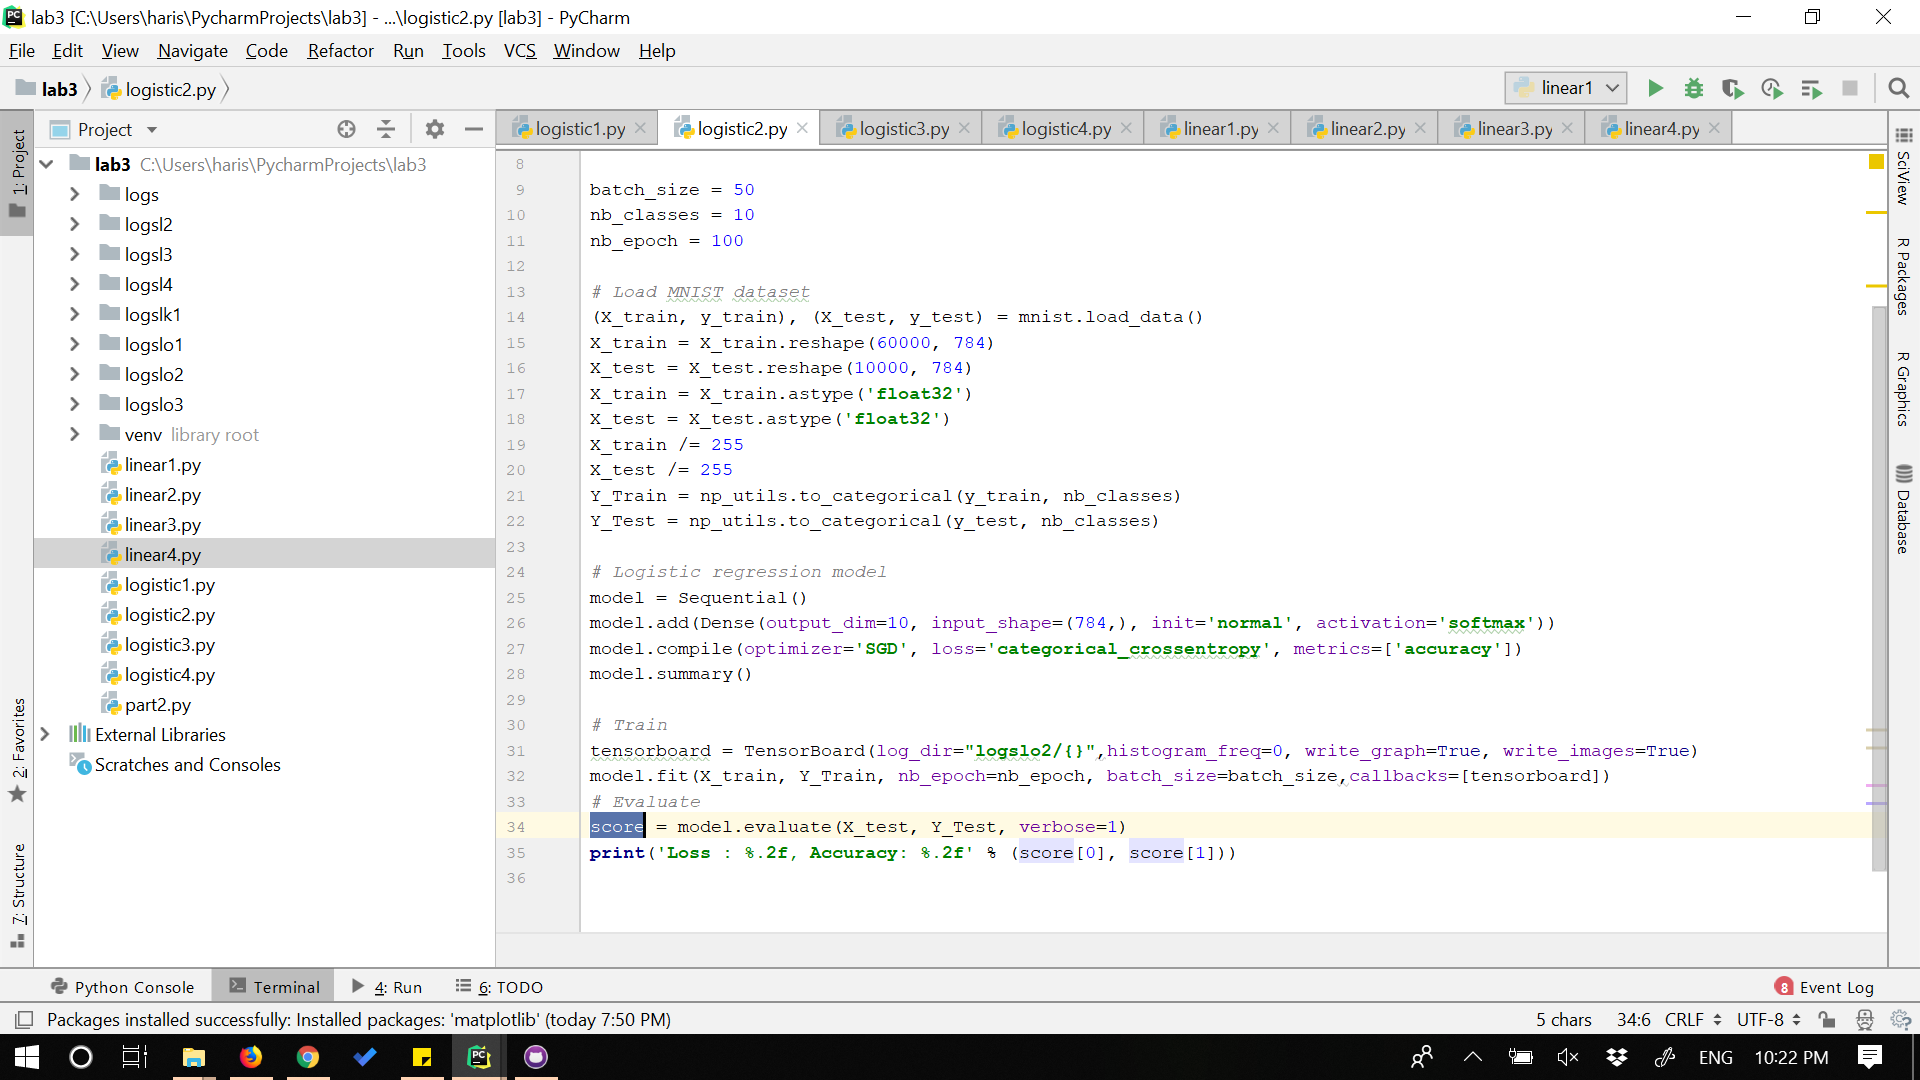 lab3 [C:\Users\haris\PycharmProjects\lab3] - ...\logistic2.py [lab3] - PyCharm
File Edit View Navigate Code Refactor Run Tools VCS Window Help
lab3 logistic2.py
linear1
Project
logistic1.py logistic2.py logistic3.py logistic4.py linear1.py linear2.py linear3.py linear4.py
1: Project
2: Favorites
7: Structure
lab3 C:\Users\haris\PycharmProjects\lab3
logs
logsl2
logsl3
logsl4
logslk1
logslo1
logslo2
logslo3
venv library root
linear1.py
linear2.py
linear3.py
linear4.py
logistic1.py
logistic2.py
logistic3.py
logistic4.py
part2.py
External Libraries
Scratches and Consoles
8
9 batch_size = 50
10 nb_classes = 10
11 nb_epoch = 100
12
13 # Load MNIST dataset
14 (X_train, y_train), (X_test, y_test) = mnist.load_data()
15 X_train = X_train.reshape(60000, 784)
16 X_test = X_test.reshape(10000, 784)
17 X_train = X_train.astype('float32')
18 X_test = X_test.astype('float32')
19 X_train /= 255
20 X_test /= 255
21 Y_Train = np_utils.to_categorical(y_train, nb_classes)
22 Y_Test = np_utils.to_categorical(y_test, nb_classes)
23
24 # Logistic regression model
25 model = Sequential()
26 model.add(Dense(output_dim=10, input_shape=(784,), init='normal', activation='softmax'))
27 model.compile(optimizer='SGD', loss='categorical_crossentropy', metrics=['accuracy'])
28 model.summary()
29
30 # Train
31 tensorboard = TensorBoard(log_dir="logslo2/{}",histogram_freq=0, write_graph=True, write_images=True)
32 model.fit(X_train, Y_Train, nb_epoch=nb_epoch, batch_size=batch_size,callbacks=[tensorboard])
33 # Evaluate
34 score = model.evaluate(X_test, Y_Test, verbose=1)
35 print('Loss : %.2f, Accuracy: %.2f' % (score[0], score[1]))
36
SciView
R Packages
R Graphics
Database
Python Console Terminal 4: Run 6: TODO 8 Event Log
Packages installed successfully: Installed packages: 'matplotlib' (today 7:50 PM) 5 chars 34:6 CRLF UTF-8
PC ENG 10:22 PM